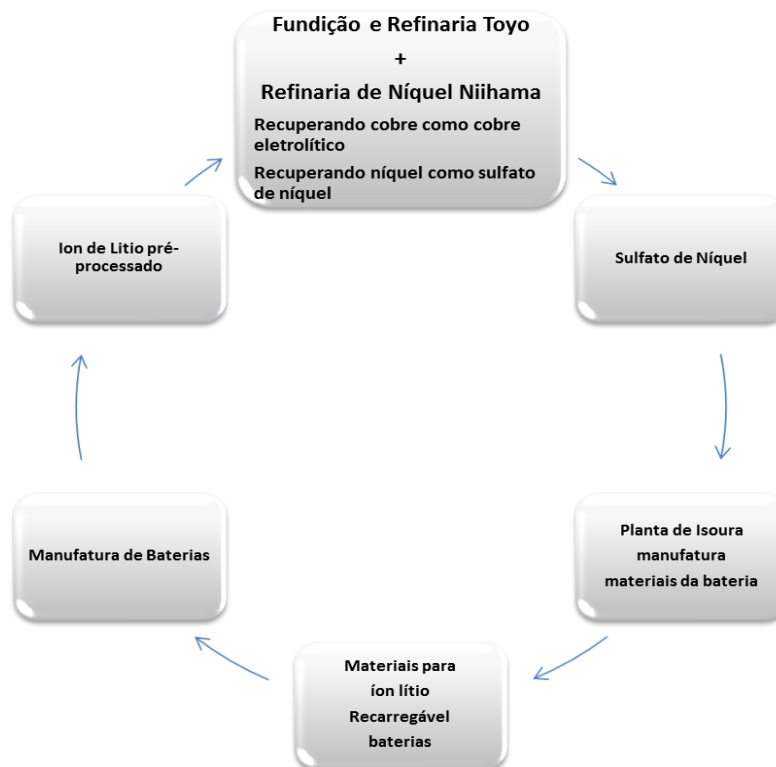 Fundição e Refinaria Toyo
+
Refinaria de Níquel Niihama
Recuperando cobre como cobre
eletrolítico
Recuperando níquel como sulfato
de níquel
Sulfato de Níquel
Planta de Isoura
manufatura
materiais da bateria
Materiais para
íon lítio
Recarregável
baterias
Manufatura de Baterias
Ion de Litio pré-
processado